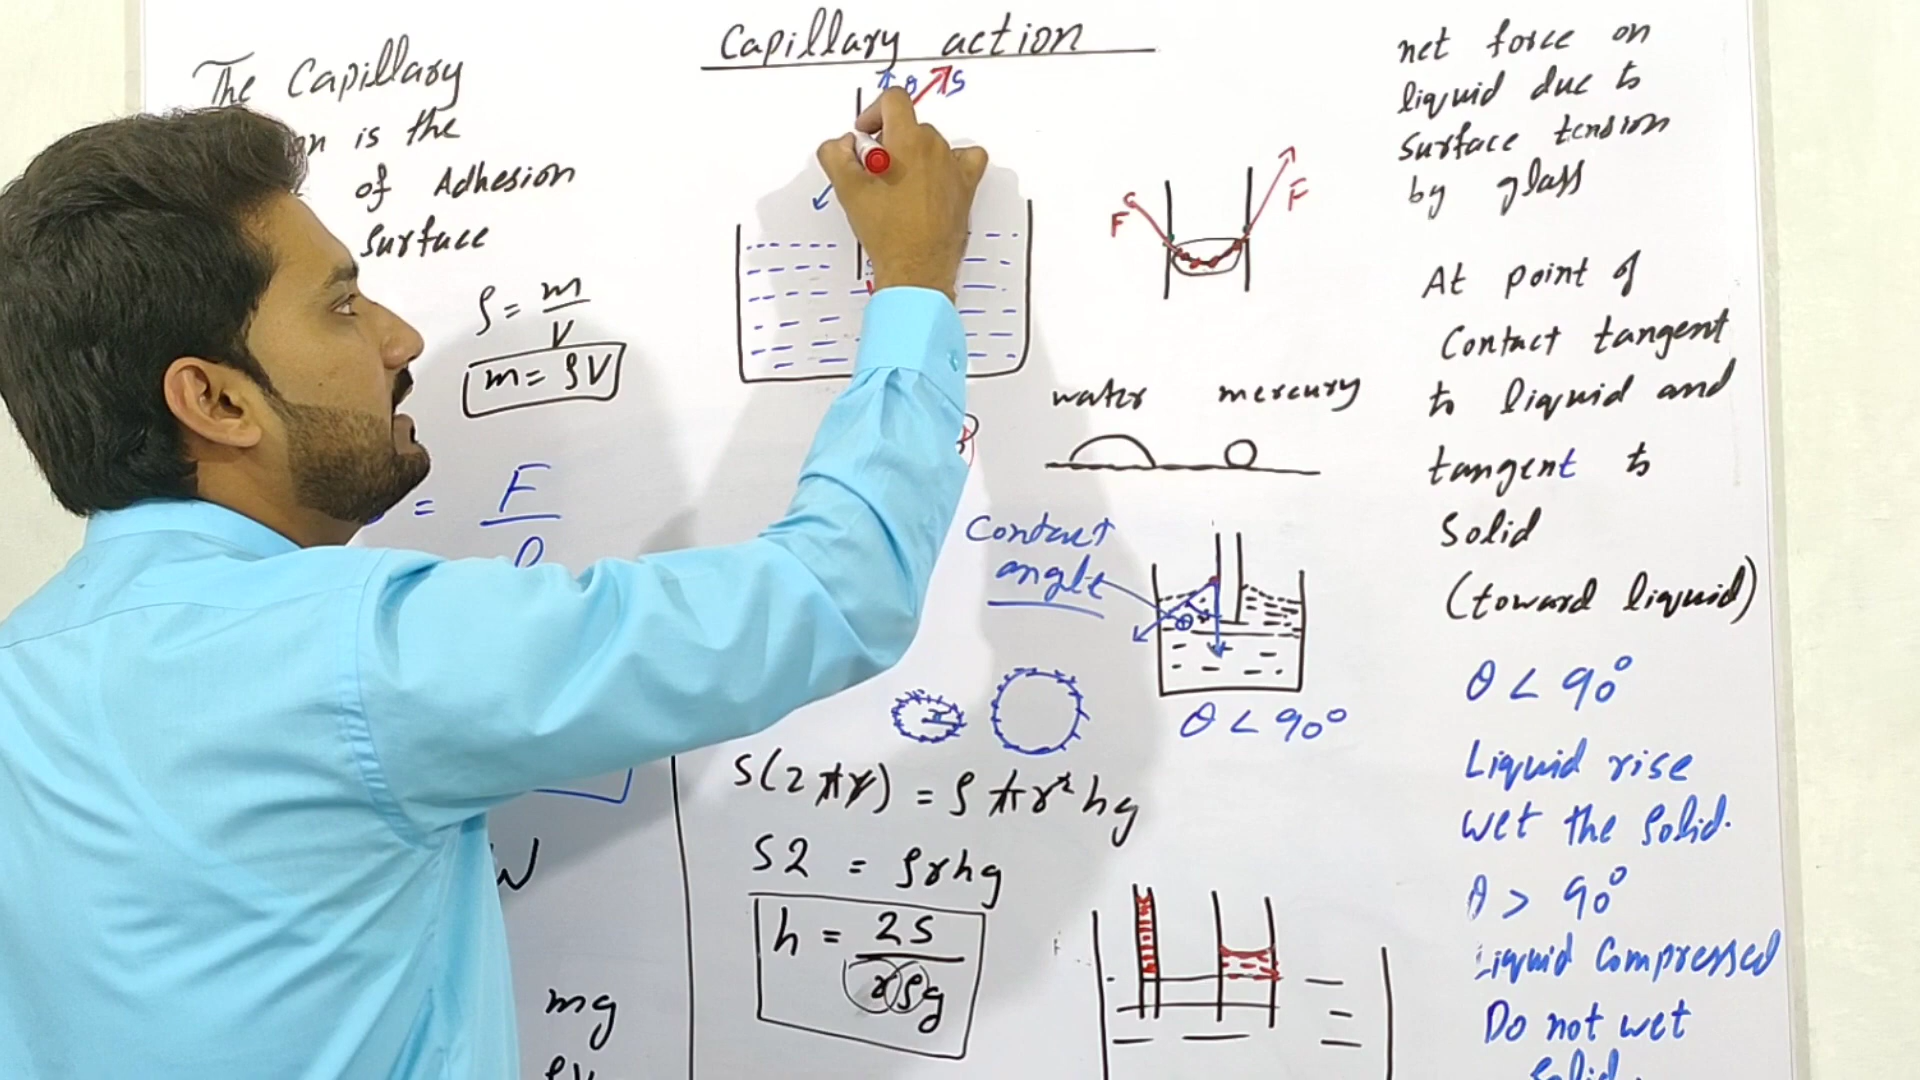 Capillary action
The Capillary
is the
of Adhesion
surface
ρ = m
V
m = ρV
= F
W
mg
ρV
θ S
water mercury
F F
Contact
angle
θ
θ < 90°
r
S(2πr) = ρπr²hg
S2 = ρrhg
h = 2S
rρg
net force on
liquid due to
surface tension
by glass
At point of
Contact tangent
to liquid and
tangent to
Solid
(toward liquid)
θ < 90°
Liquid rise
wet the solid.
θ > 90°
Liquid Compressed
Do not wet
Solid.